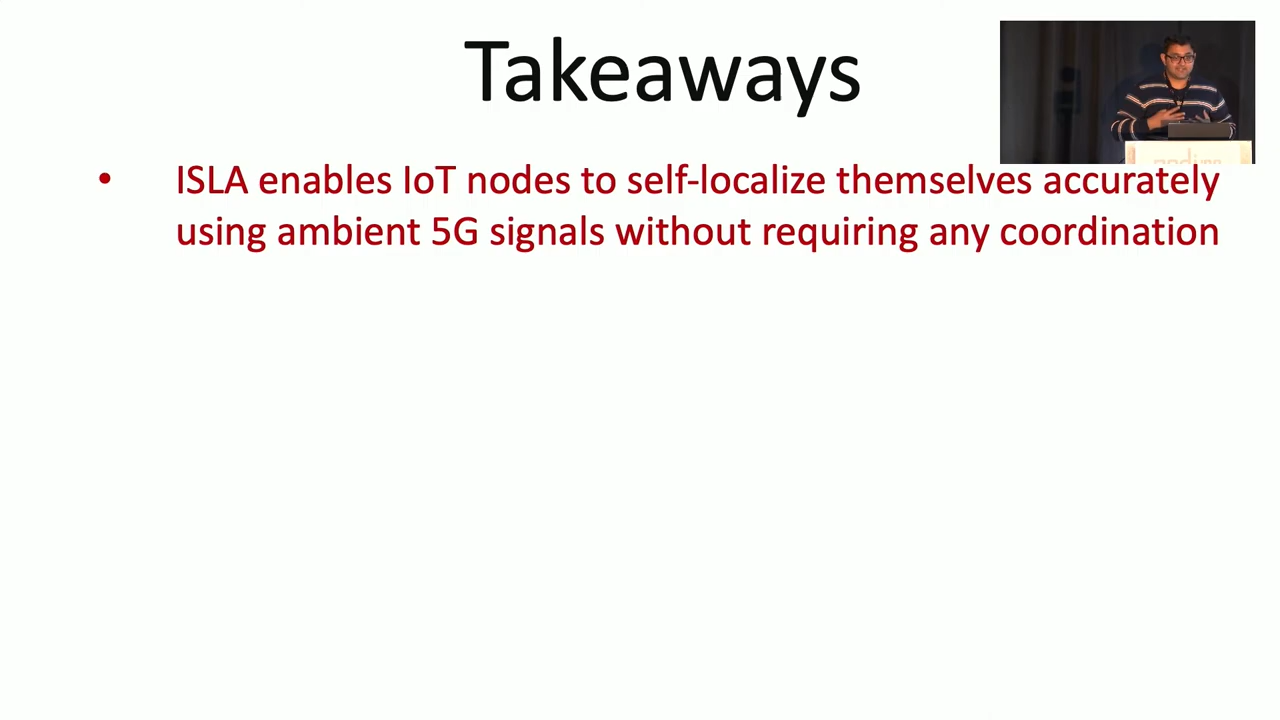 Takeaways
• ISLA enables IoT nodes to self-localize themselves accurately
using ambient 5G signals without requiring any coordination